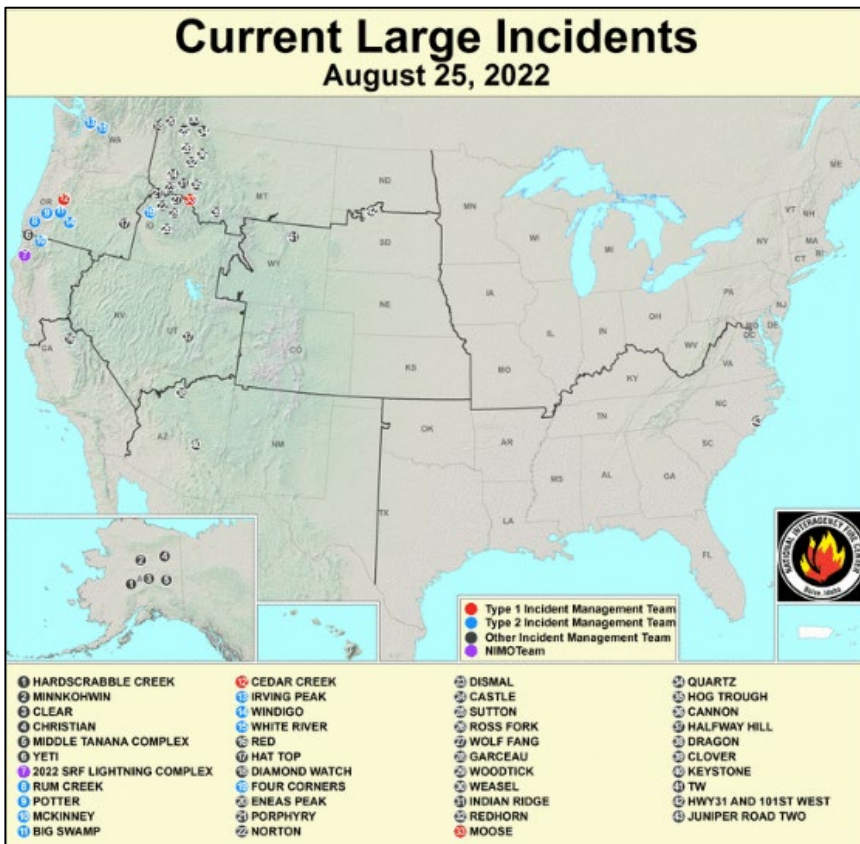 Current Large Incidents
August 25, 2022
WA
OR
ID
MT
ND
MN
WI
MI
ME
VT
NH
NY
MA
CT
RI
SD
WY
NE
IA
PA
NJ
NV
UT
CO
KS
MO
IL
IN
OH
WV
MD
DE
DC
VA
KY
CA
AZ
NM
OK
AR
TN
NC
SC
TX
LA
MS
AL
GA
FL
NATIONAL INTERAGENCY FIRE CENTER
Boise, Idaho
Type 1 Incident Management Team
Type 2 Incident Management Team
Other Incident Management Team
NIMOTeam
1 HARDSCRABBLE CREEK
2 MINNKOHWIN
3 CLEAR
4 CHRISTIAN
5 MIDDLE TANANA COMPLEX
6 YETI
7 2022 SRF LIGHTNING COMPLEX
8 RUM CREEK
9 POTTER
10 MCKINNEY
11 BIG SWAMP
12 CEDAR CREEK
13 IRVING PEAK
14 WINDIGO
15 WHITE RIVER
16 RED
17 HAT TOP
18 DIAMOND WATCH
19 FOUR CORNERS
20 ENEAS PEAK
21 PORPHYRY
22 NORTON
23 DISMAL
24 CASTLE
25 SUTTON
26 ROSS FORK
27 WOLF FANG
28 GARCEAU
29 WOODTICK
30 WEASEL
31 INDIAN RIDGE
32 REDHORN
33 MOOSE
34 QUARTZ
35 HOG TROUGH
36 CANNON
37 HALFWAY HILL
38 DRAGON
39 CLOVER
40 KEYSTONE
41 TW
42 HWY31 AND 101ST WEST
43 JUNIPER ROAD TWO